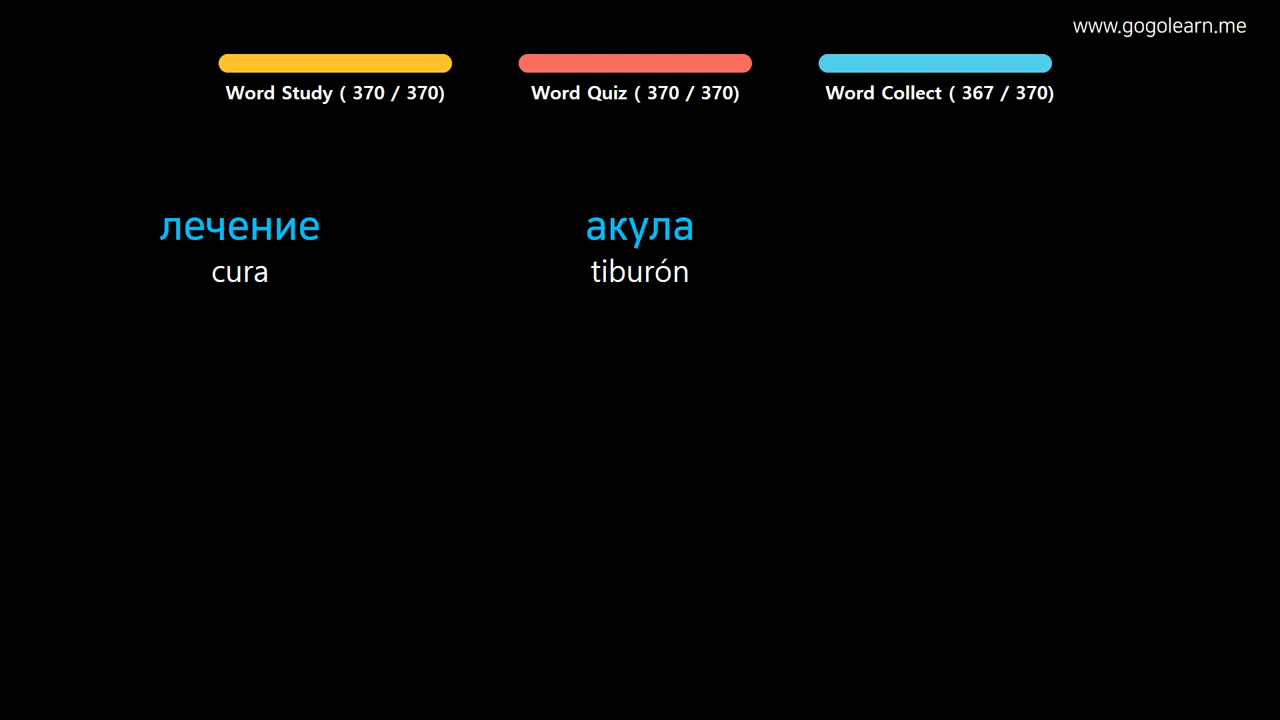 www.gogolearn.me
Word Study ( 370 / 370)
Word Quiz ( 370 / 370)
Word Collect ( 367 / 370)
лечение
cura
акула
tiburón